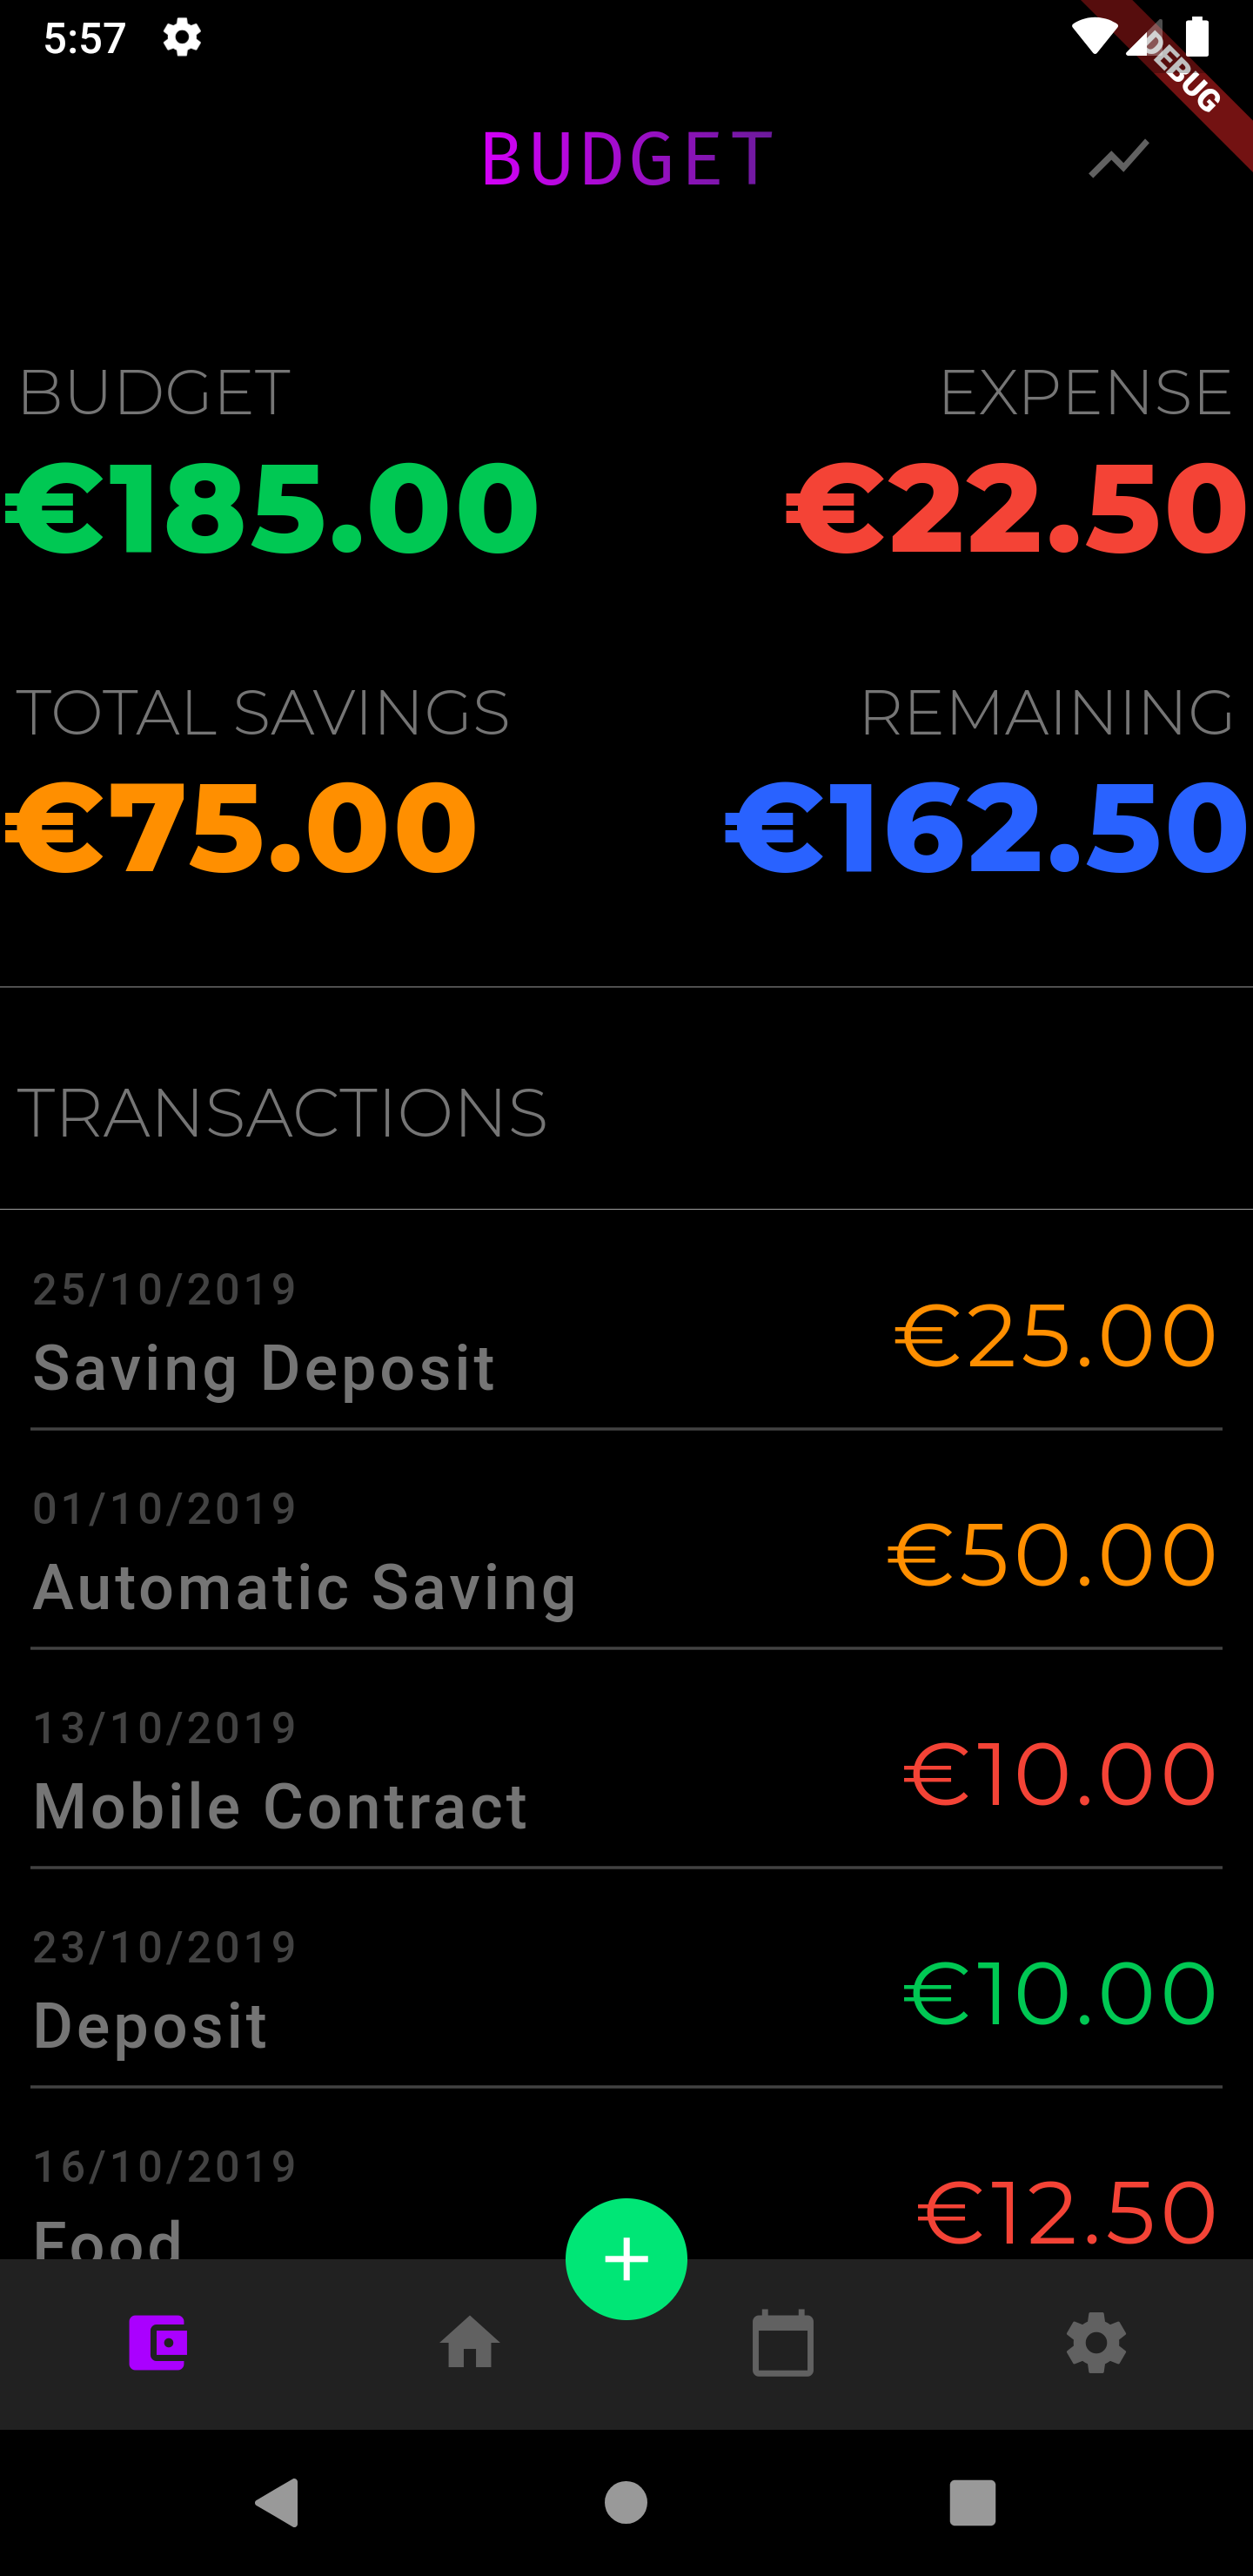 5:57
DEBUG
BUDGET
BUDGET EXPENSE
€185.00 €22.50
TOTAL SAVINGS REMAINING
€75.00 €162.50
TRANSACTIONS
25/10/2019
Saving Deposit €25.00
01/10/2019
Automatic Saving €50.00
13/10/2019
Mobile Contract €10.00
23/10/2019
Deposit €10.00
16/10/2019
Food €12.50